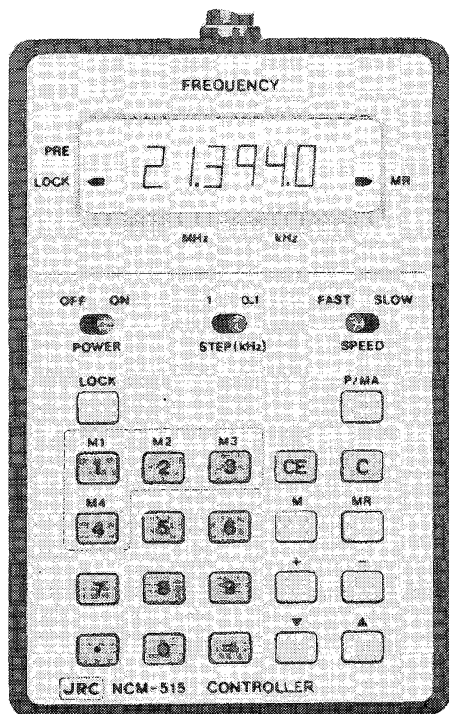 FREQUENCY
PRE
21.394.0
LOCK MR
MHz kHz
OFF ON 1 0.1 FAST SLOW
POWER STEP(kHz) SPEED
LOCK P/MA
M1 M2 M3
1 2 3 CE C
M4 M MR
4 5 6
+ −
7 8 9
▼ ▲
. 0 =
JRC NCM-515 CONTROLLER